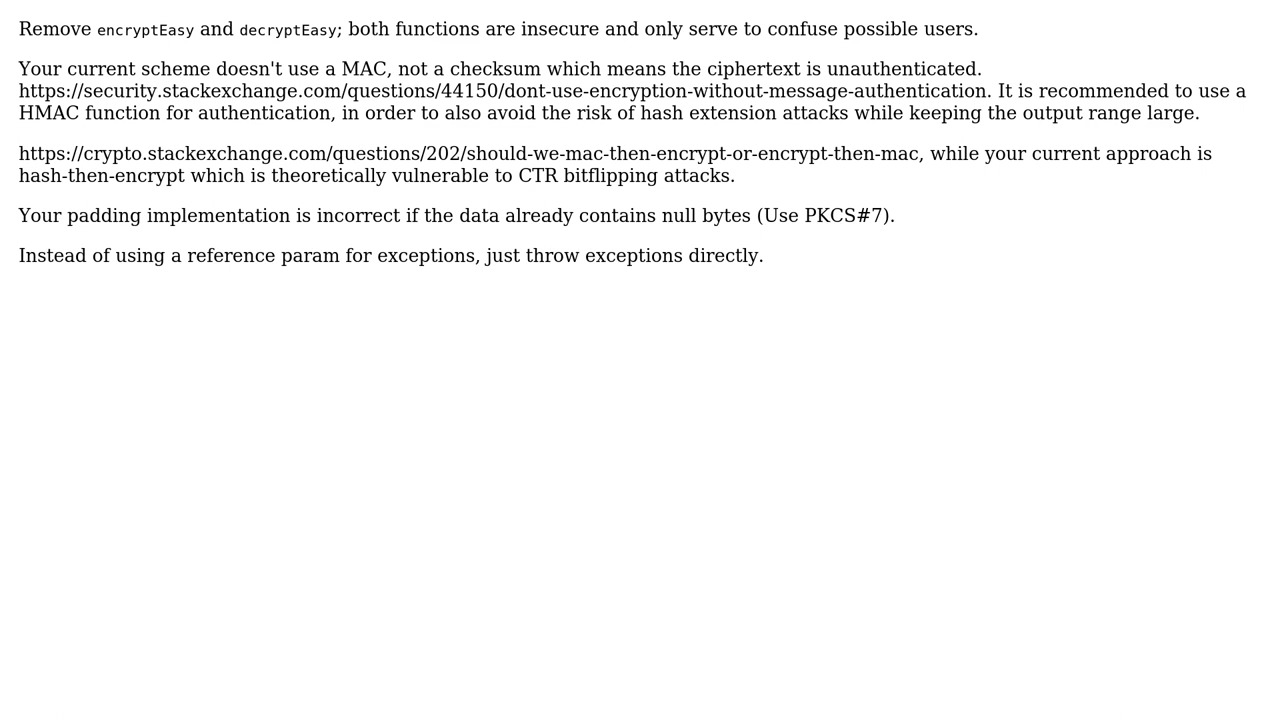 Remove encryptEasy and decryptEasy; both functions are insecure and only serve to confuse possible users.
Your current scheme doesn't use a MAC, not a checksum which means the ciphertext is unauthenticated.
https://security.stackexchange.com/questions/44150/dont-use-encryption-without-message-authentication. It is recommended to use a
HMAC function for authentication, in order to also avoid the risk of hash extension attacks while keeping the output range large.
https://crypto.stackexchange.com/questions/202/should-we-mac-then-encrypt-or-encrypt-then-mac, while your current approach is
hash-then-encrypt which is theoretically vulnerable to CTR bitflipping attacks.
Your padding implementation is incorrect if the data already contains null bytes (Use PKCS#7).
Instead of using a reference param for exceptions, just throw exceptions directly.